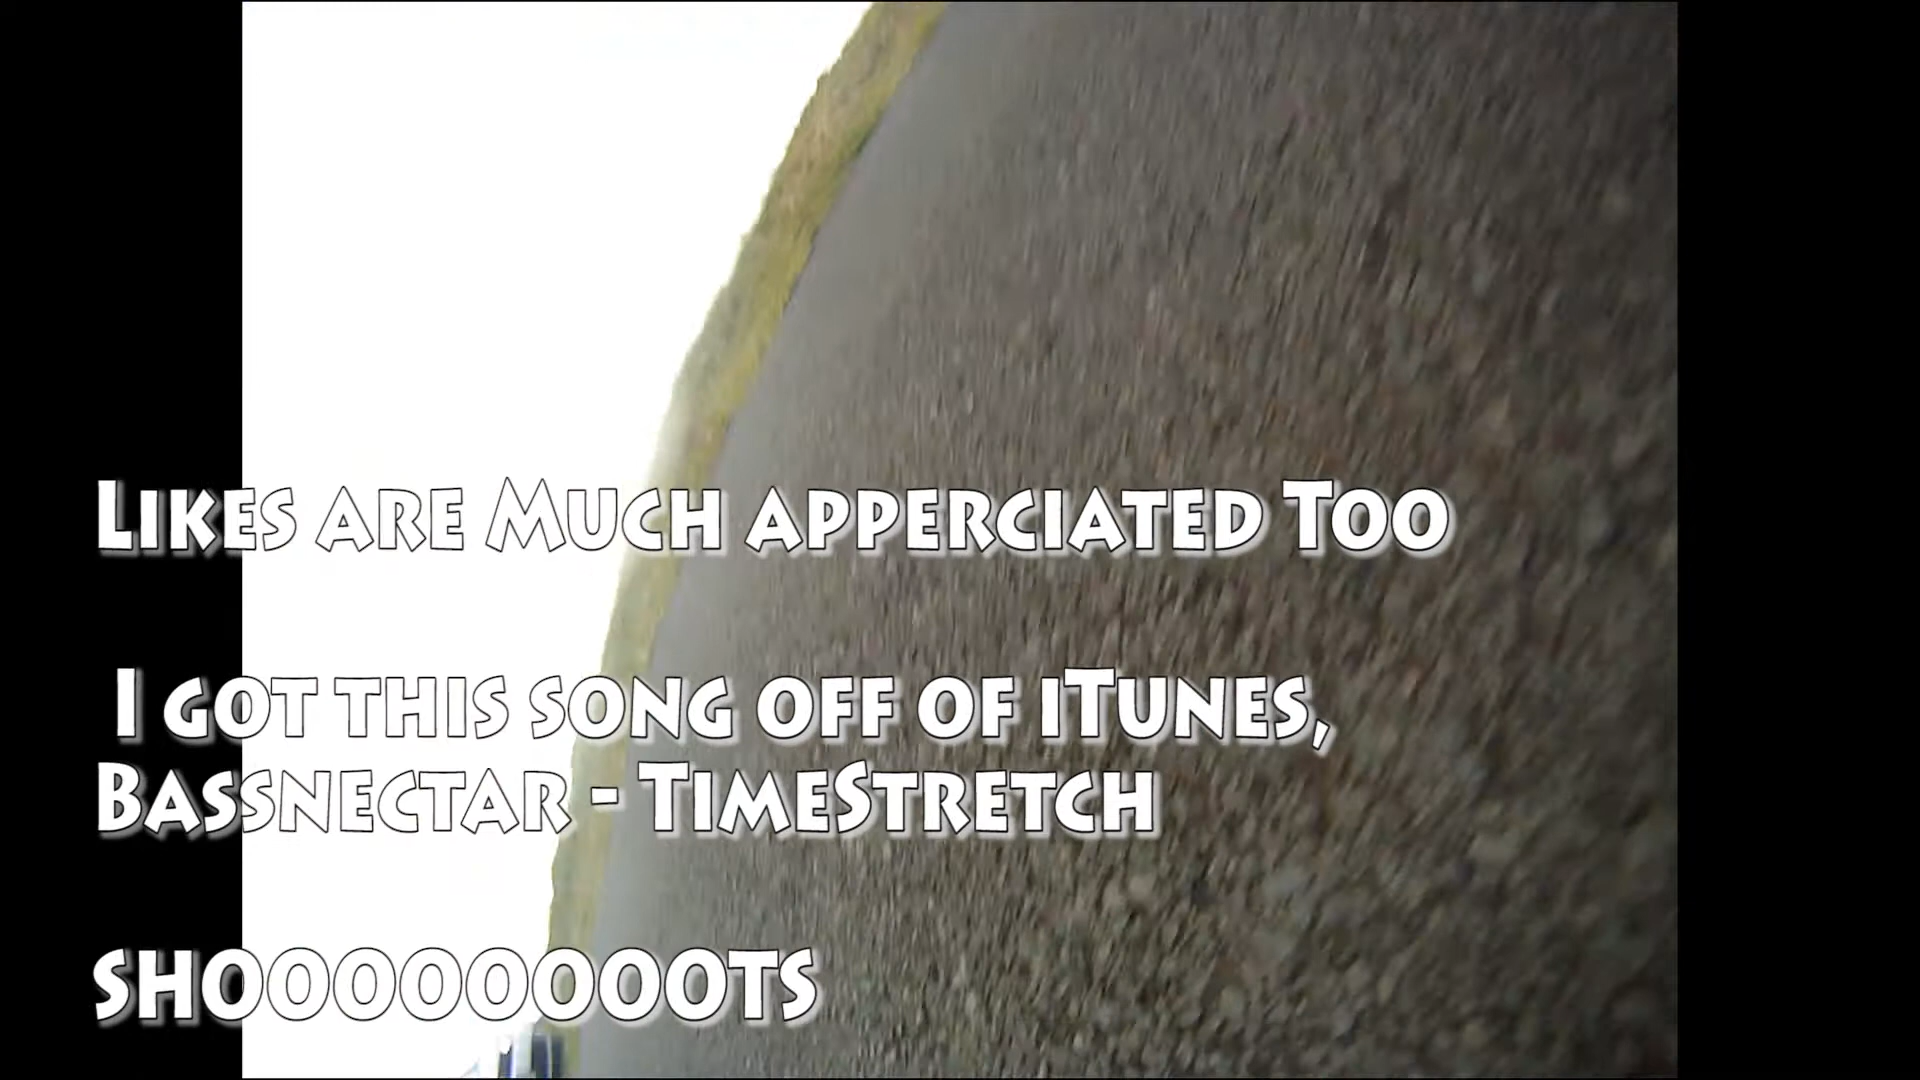 Likes are Much apperciated Too
I got this song off of iTunes,
Bassnectar - TimeStretch
SHOOOOOOOOTS